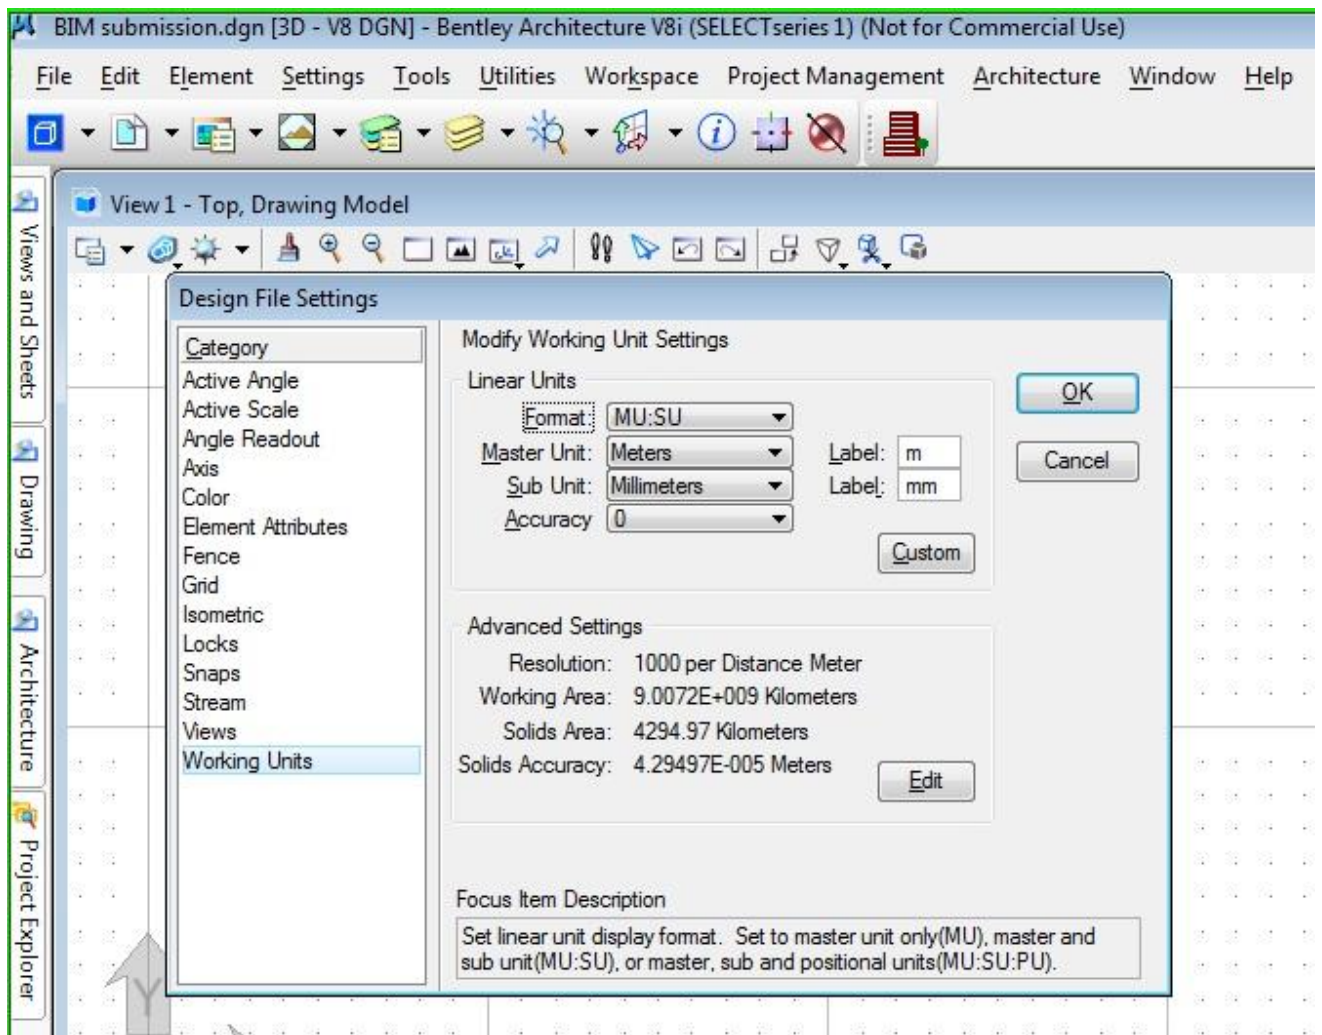 BIM submission.dgn [3D - V8 DGN] - Bentley Architecture V8i (SELECTseries 1) (Not for Commercial Use)
File Edit Element Settings Tools Utilities Workspace Project Management Architecture Window Help
View 1 - Top, Drawing Model
Views and Sheets
Drawing
Architecture
Project Explorer
Design File Settings
Category
Active Angle
Active Scale
Angle Readout
Axis
Color
Element Attributes
Fence
Grid
Isometric
Locks
Snaps
Stream
Views
Working Units
Modify Working Unit Settings
Linear Units
Format: MU:SU
Master Unit: Meters Label: m
Sub Unit: Millimeters Label: mm
Accuracy 0
Custom
OK
Cancel
Advanced Settings
Resolution: 1000 per Distance Meter
Working Area: 9.0072E+009 Kilometers
Solids Area: 4294.97 Kilometers
Solids Accuracy: 4.29497E-005 Meters
Edit
Focus Item Description
Set linear unit display format. Set to master unit only(MU), master and
sub unit(MU:SU), or master, sub and positional units(MU:SU:PU).
Y